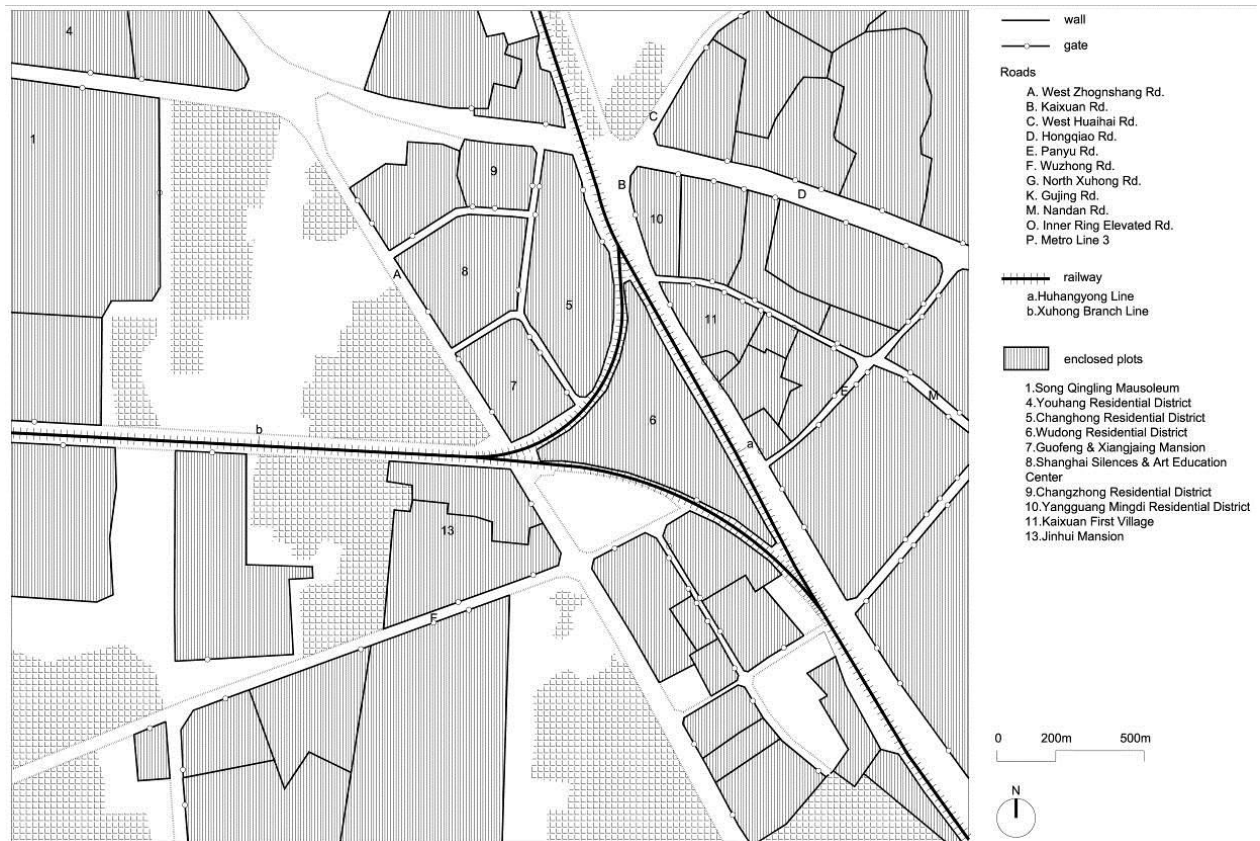 4
1
9
8
5
7
6
10
11
13
A
B
C
D
E
F
M
a
b
wall
gate
Roads
A. West Zhognshang Rd.
B. Kaixuan Rd.
C. West Huaihai Rd.
D. Hongqiao Rd.
E. Panyu Rd.
F. Wuzhong Rd.
G. North Xuhong Rd.
K. Gujing Rd.
M. Nandan Rd.
O. Inner Ring Elevated Rd.
P. Metro Line 3
railway
a.Huhangyong Line
b.Xuhong Branch Line
enclosed plots
1.Song Qingling Mausoleum
4.Youhang Residential District
5.Changhong Residential District
6.Wudong Residential District
7.Guofeng & Xiangjaing Mansion
8.Shanghai Silences & Art Education
Center
9.Changzhong Residential District
10.Yangguang Mingdi Residential District
11.Kaixuan First Village
13.Jinhui Mansion
0 200m 500m
N